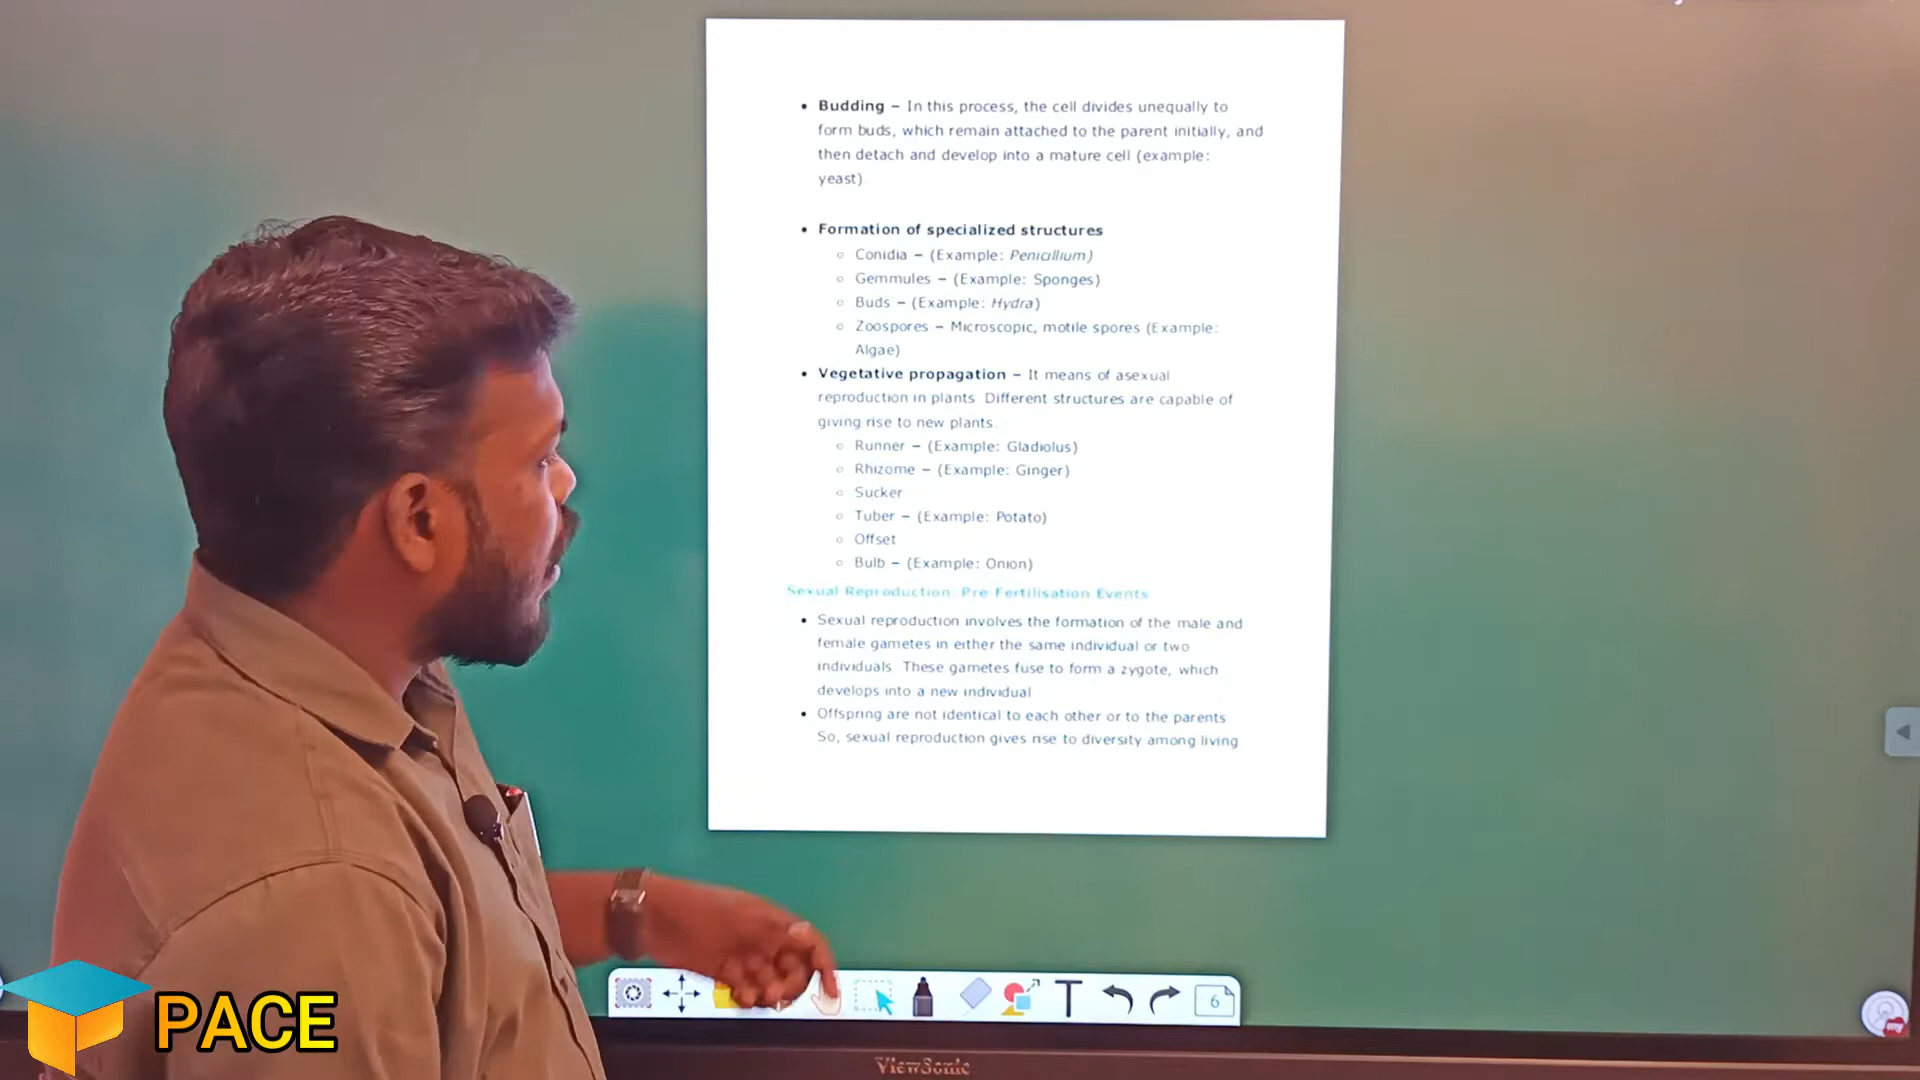 • Budding – In this process, the cell divides unequally to
form buds, which remain attached to the parent initially, and
then detach and develop into a mature cell (example:
yeast).
• Formation of specialized structures
○ Conidia – (Example: Penicillium)
○ Gemmules – (Example: Sponges)
○ Buds – (Example: Hydra)
○ Zoospores – Microscopic, motile spores (Example:
Algae)
• Vegetative propagation – It means of asexual
reproduction in plants. Different structures are capable of
giving rise to new plants.
○ Runner – (Example: Gladiolus)
○ Rhizome – (Example: Ginger)
○ Sucker
○ Tuber – (Example: Potato)
○ Offset
○ Bulb – (Example: Onion)
Sexual Reproduction: Pre Fertilisation Events
• Sexual reproduction involves the formation of the male and
female gametes in either the same individual or two
individuals. These gametes fuse to form a zygote, which
develops into a new individual
• Offspring are not identical to each other or to the parents
So, sexual reproduction gives rise to diversity among living
T
6
my
PACE
ViewSonic